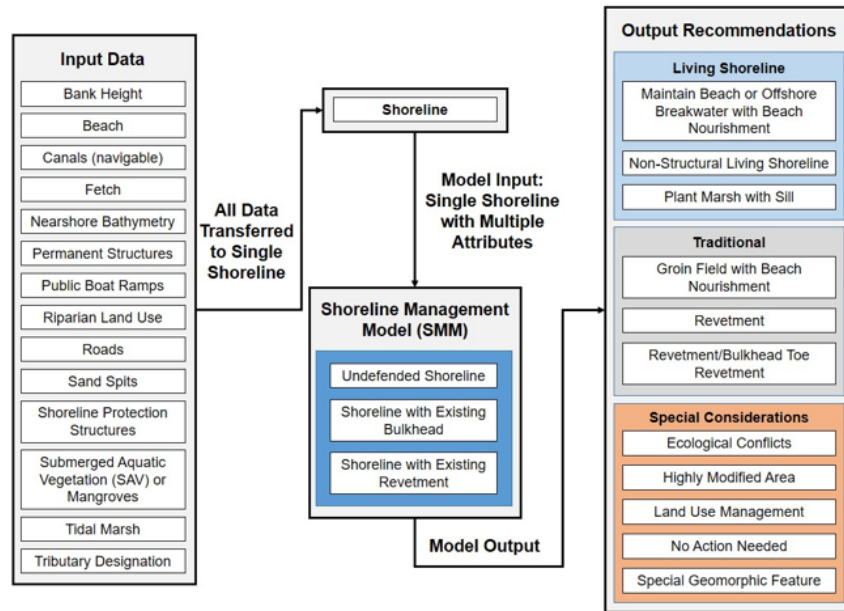 Input Data
Bank Height
Beach
Canals (navigable)
Fetch
Nearshore Bathymetry
Permanent Structures
Public Boat Ramps
Riparian Land Use
Roads
Sand Spits
Shoreline Protection
Structures
Submerged Aquatic
Vegetation (SAV) or
Mangroves
Tidal Marsh
Tributary Designation
All Data
Transferred
to Single
Shoreline
Shoreline
Model Input:
Single Shoreline
with Multiple
Attributes
Shoreline Management
Model (SMM)
Undefended Shoreline
Shoreline with Existing
Bulkhead
Shoreline with Existing
Revetment
Model Output
Output Recommendations
Living Shoreline
Maintain Beach or Offshore
Breakwater with Beach
Nourishment
Non-Structural Living Shoreline
Plant Marsh with Sill
Traditional
Groin Field with Beach
Nourishment
Revetment
Revetment/Bulkhead Toe
Revetment
Special Considerations
Ecological Conflicts
Highly Modified Area
Land Use Management
No Action Needed
Special Geomorphic Feature